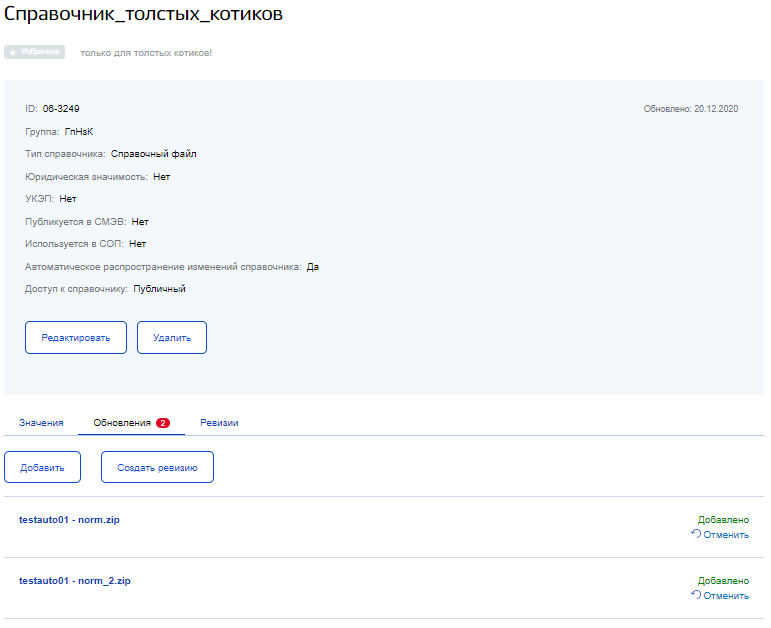 Справочник_толстых_котиков
Избранное только для толстых котиков!
ID: 06-3249 Обновлено: 20.12.2020
Группа: ГпНsК
Тип справочника: Справочный файл
Юридическая значимость: Нет
УКЭП: Нет
Публикуется в СМЭВ: Нет
Используется в СОП: Нет
Автоматическое распространие изменений справочника: Да
Доступ к справочнику: Публичный
Редактировать Удалить
Значения Обновления 2 Ревизии
Добавить Создать ревизию
testauto01 - norm.zip Добавлено
Отменить
testauto01 - norm_2.zip Добавлено
Отменить